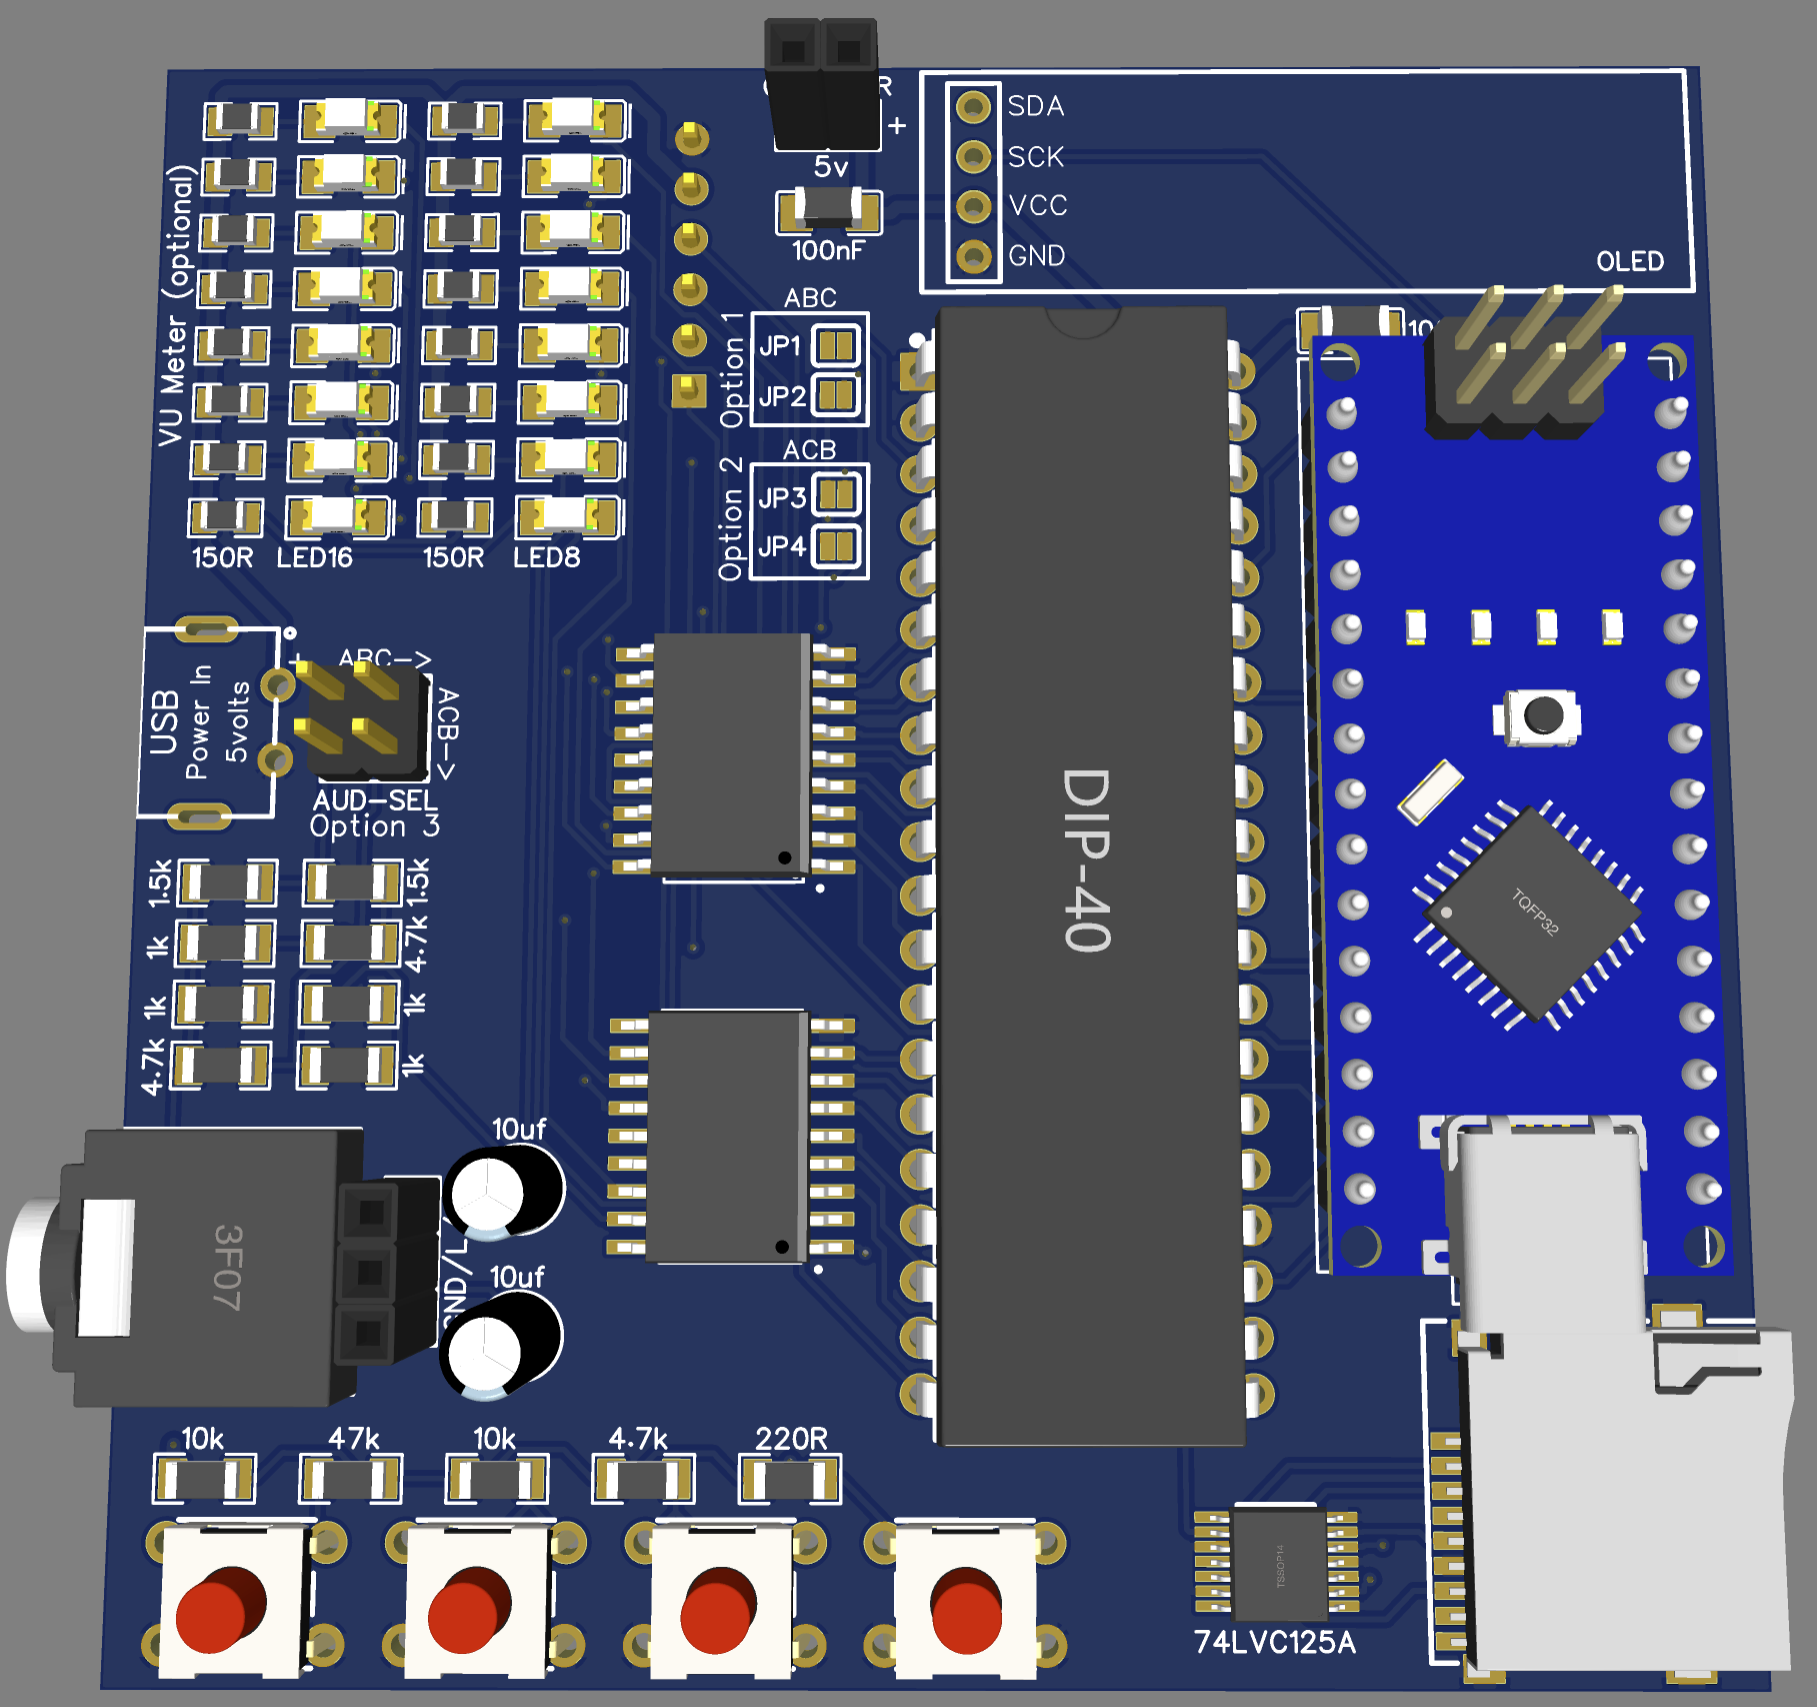 +
5v
100nF
SDA
SCK
VCC
GND
OLED
VU Meter (optional)
150R
LED16
150R
LED8
ABC
Option 1
JP1
JP2
ACB
Option 2
JP3
JP4
USB
Power In
5volts
+
ABC->
ACB->
AUD-SEL
Option 3
1.5k
1.5k
1k
4.7k
1k
1k
4.7k
1k
DIP-40
TQFP32
10uf
10uf
3F07
10k
47k
10k
4.7k
220R
TSSOP14
74LVC125A